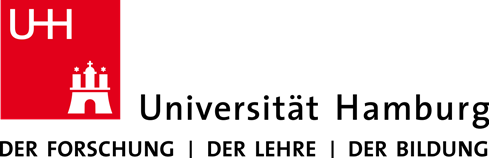 UHH
Universität Hamburg
DER FORSCHUNG | DER LEHRE | DER BILDUNG